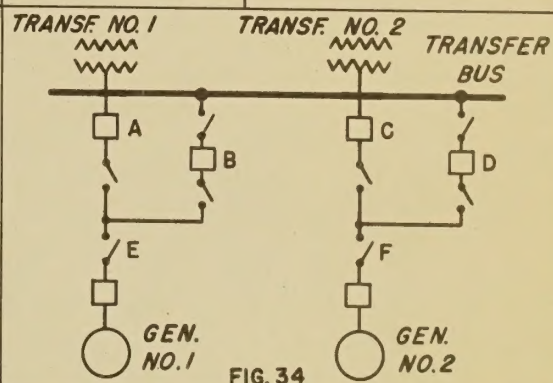 TRANSF. NO. 1
TRANSF. NO. 2
TRANSFER
BUS
A
B
C
D
E
F
GEN.
NO. 1
GEN.
NO. 2
FIG. 34